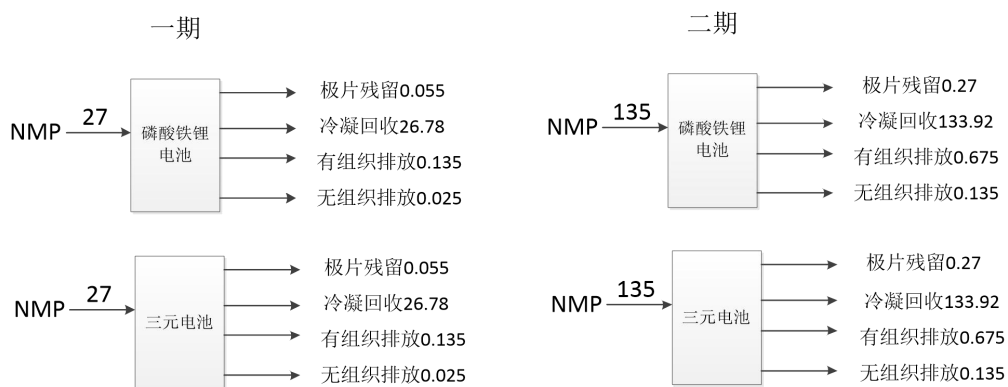 一期
NMP
27
磷酸铁锂
电池
极片残留0.055
冷凝回收26.78
有组织排放0.135
无组织排放0.025
NMP
27
三元电池
极片残留0.055
冷凝回收26.78
有组织排放0.135
无组织排放0.025
二期
NMP
135
磷酸铁锂
电池
极片残留0.27
冷凝回收133.92
有组织排放0.675
无组织排放0.135
NMP
135
三元电池
极片残留0.27
冷凝回收133.92
有组织排放0.675
无组织排放0.135